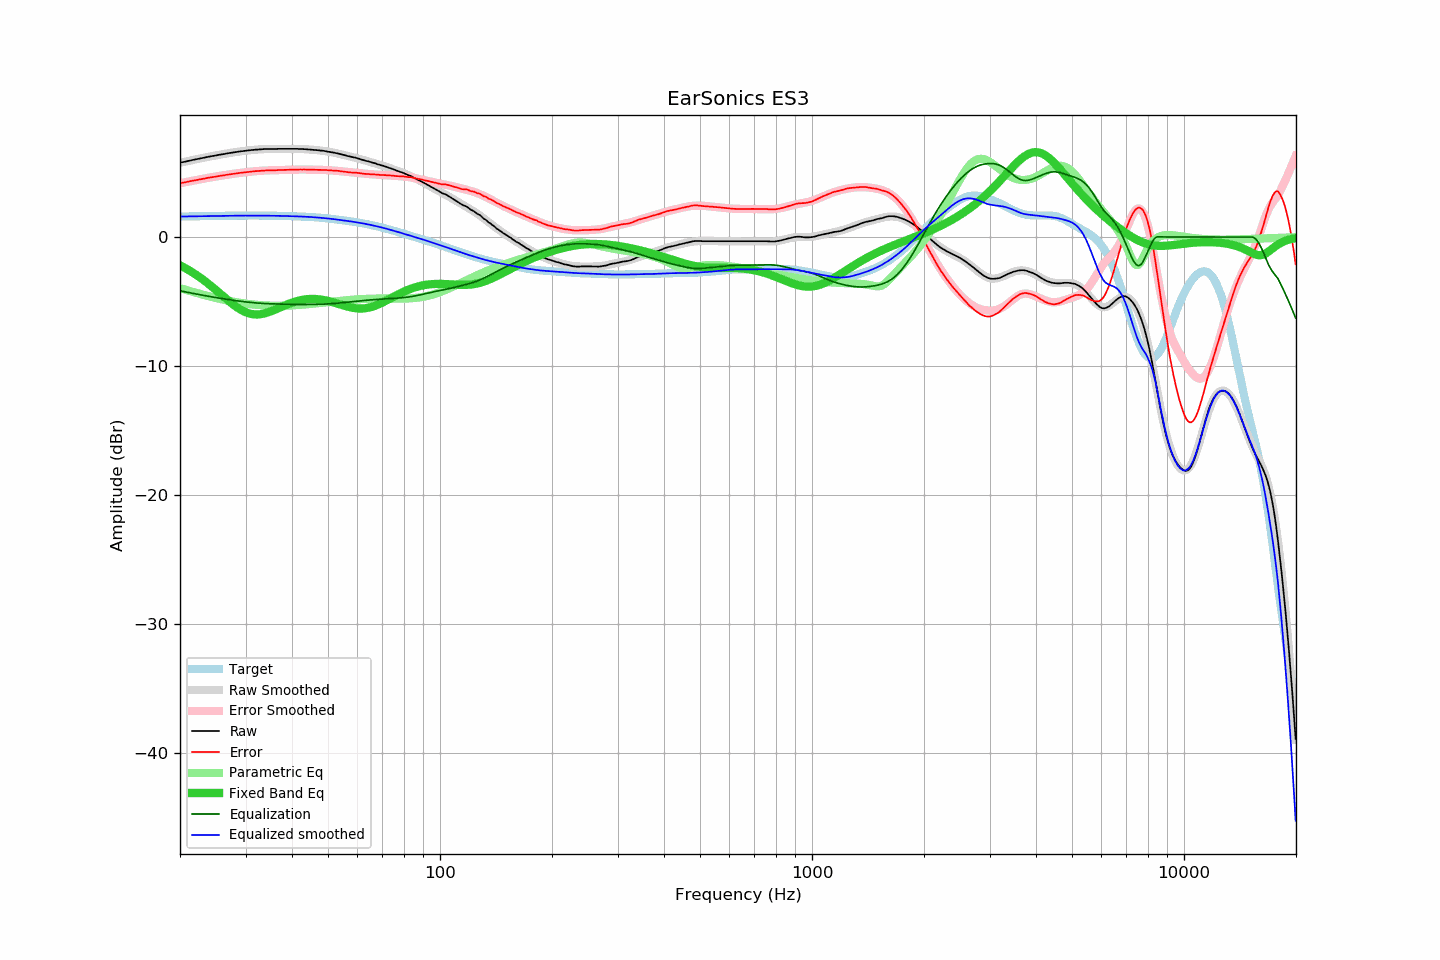 EarSonics ES3
Amplitude (dBr)
0
−10
−20
−30
−40
Target
Raw Smoothed
Error Smoothed
Raw
Error
Parametric Eq
Fixed Band Eq
Equalization
Equalized smoothed
100
1000
10000
Frequency (Hz)